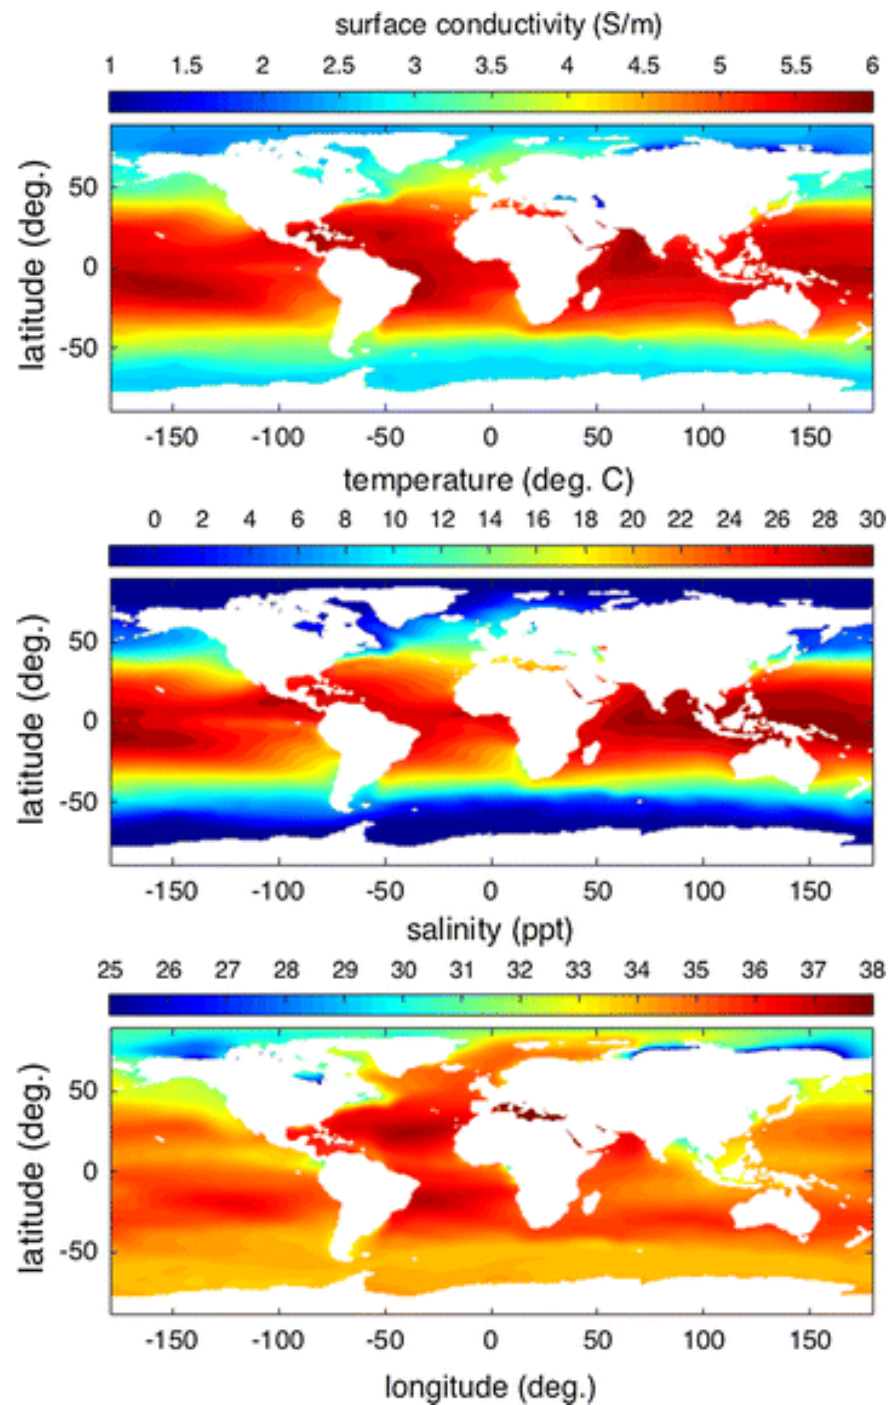 surface conductivity (S/m)
1 1.5 2 2.5 3 3.5 4 4.5 5 5.5 6
50
0
-50
latitude (deg.)
-150 -100 -50 0 50 100 150
temperature (deg. C)
0 2 4 6 8 10 12 14 16 18 20 22 24 26 28 30
50
0
-50
latitude (deg.)
-150 -100 -50 0 50 100 150
salinity (ppt)
25 26 27 28 29 30 31 32 33 34 35 36 37 38
50
0
-50
latitude (deg.)
-150 -100 -50 0 50 100 150
longitude (deg.)